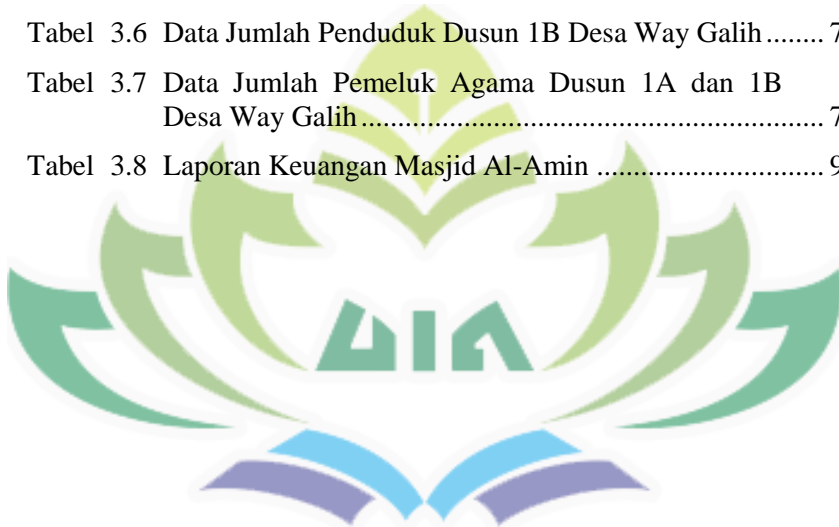 Tabel 3.6 Data Jumlah Penduduk Dusun 1B Desa Way Galih ........ 7
Tabel 3.7 Data Jumlah Pemeluk Agama Dusun 1A dan 1B
Desa Way Galih ........................................................... 7
Tabel 3.8 Laporan Keuangan Masjid Al-Amin ............................. 9
UIN